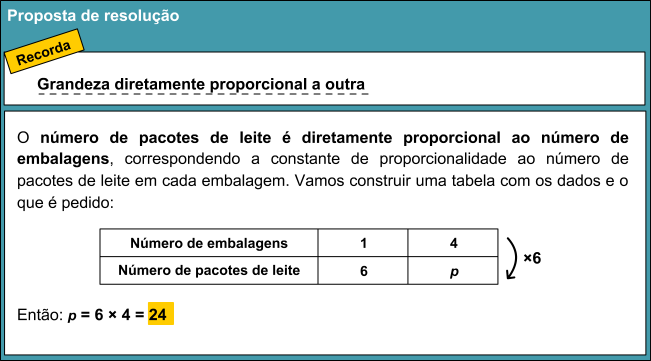 Proposta de resolução
Recorda
Grandeza diretamente proporcional a outra
O número de pacotes de leite é diretamente proporcional ao número de
embalagens, correspondendo a constante de proporcionalidade ao número de
pacotes de leite em cada embalagem. Vamos construir uma tabela com os dados e o
que é pedido:
Número de embalagens 1 4
Número de pacotes de leite 6 p
×6
Então: p = 6 × 4 = 24